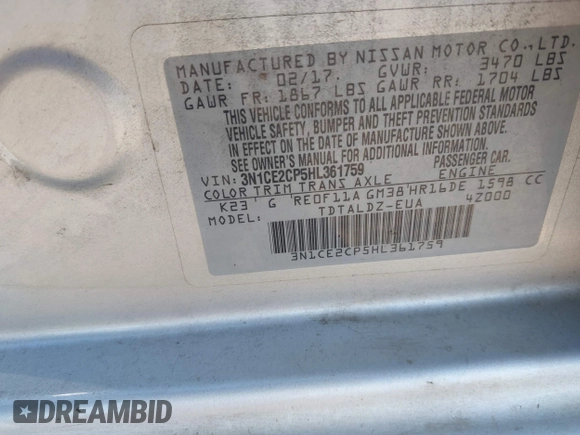 MANUFACTURED BY NISSAN MOTOR CO., LTD.
DATE: 02/17. GVWR: 3470 LBS
GAWR FR: 1867 LBS GAWR RR: 1704 LBS
THIS VEHICLE CONFORMS TO ALL APPLICABLE FEDERAL MOTOR
VEHICLE SAFETY, BUMPER AND THEFT PREVENTION STANDARDS
IN EFFECT ON THE DATE OF MANUFACTURE SHOWN ABOVE.
SEE OWNER'S MANUAL FOR ADDITIONAL INFORMATION.
VIN: 3N1CE2CP5HL361759 PASSENGER CAR.
COLOR TRIM TRANS AXLE ENGINE
K23 G RE0F11A GM38 HR16DE 1598 CC
MODEL: TDTALDZ-EUA 4Z000
3N1CE2CP5HL361759
DREAMBID